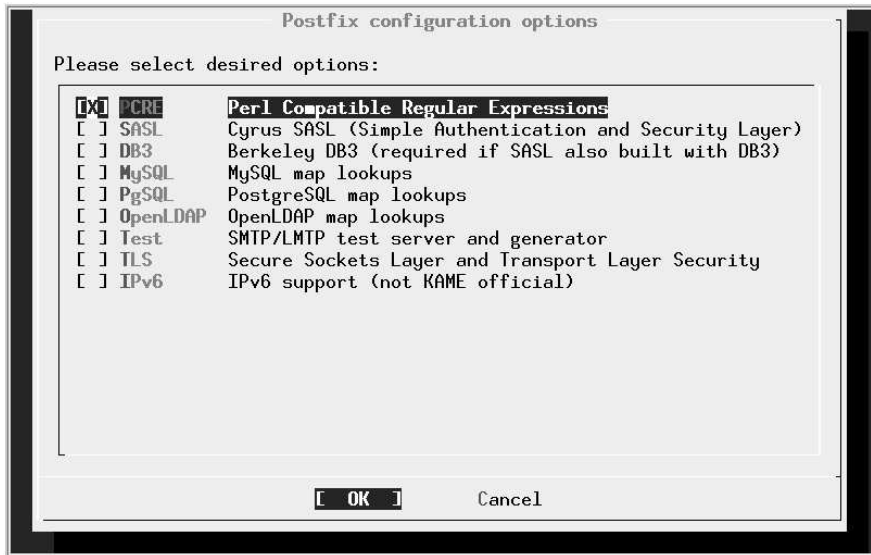 Postfix configuration options
Please select desired options:
[X] PCRE Perl Compatible Regular Expressions
[ ] SASL Cyrus SASL (Simple Authentication and Security Layer)
[ ] DB3 Berkeley DB3 (required if SASL also built with DB3)
[ ] MySQL MySQL map lookups
[ ] PgSQL PostgreSQL map lookups
[ ] OpenLDAP OpenLDAP map lookups
[ ] Test SMTP/LMTP test server and generator
[ ] TLS Secure Sockets Layer and Transport Layer Security
[ ] IPv6 IPv6 support (not KAME official)
[ OK ] Cancel